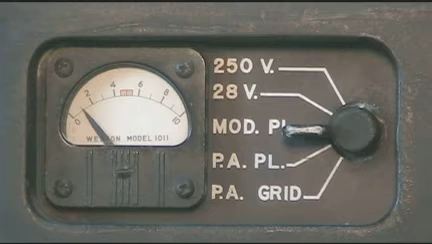 0 2 4 6 8 10
WESTON MODEL 1011
250 V.
28 V.
MOD. PL
P.A. PL.
P.A. GRID